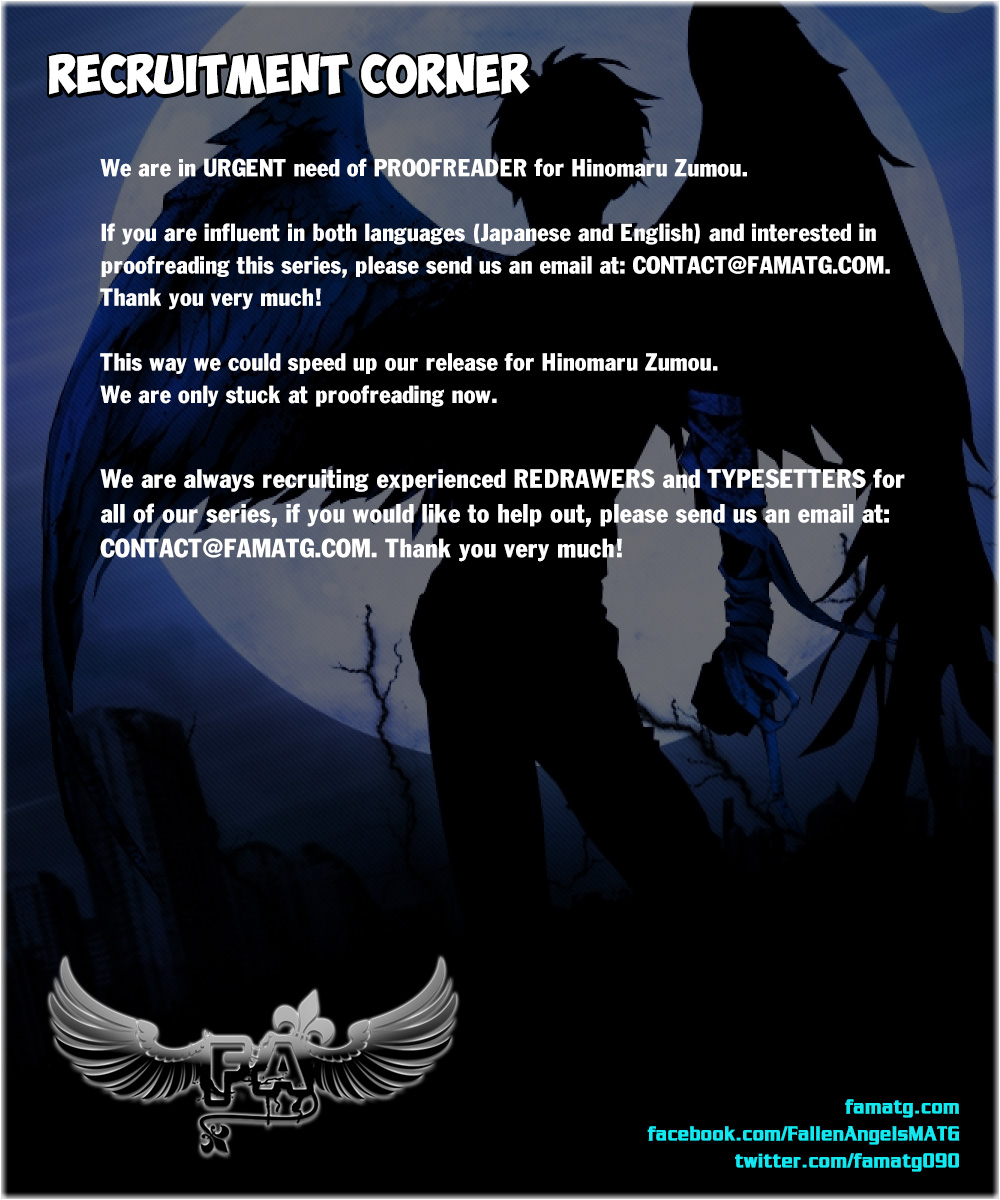 RECRUITMENT CORNER
We are in URGENT need of PROOFREADER for Hinomaru Zumou.
If you are influent in both languages (Japanese and English) and interested in
proofreading this series, please send us an email at: CONTACT@FAMATG.COM.
Thank you very much!
This way we could speed up our release for Hinomaru Zumou.
We are only stuck at proofreading now.
We are always recruiting experienced REDRAWERS and TYPESETTERS for
all of our series, if you would like to help out, please send us an email at:
CONTACT@FAMATG.COM. Thank you very much!
FA
famatg.com
facebook.com/FallenAngelsMATG
twitter.com/famatg090